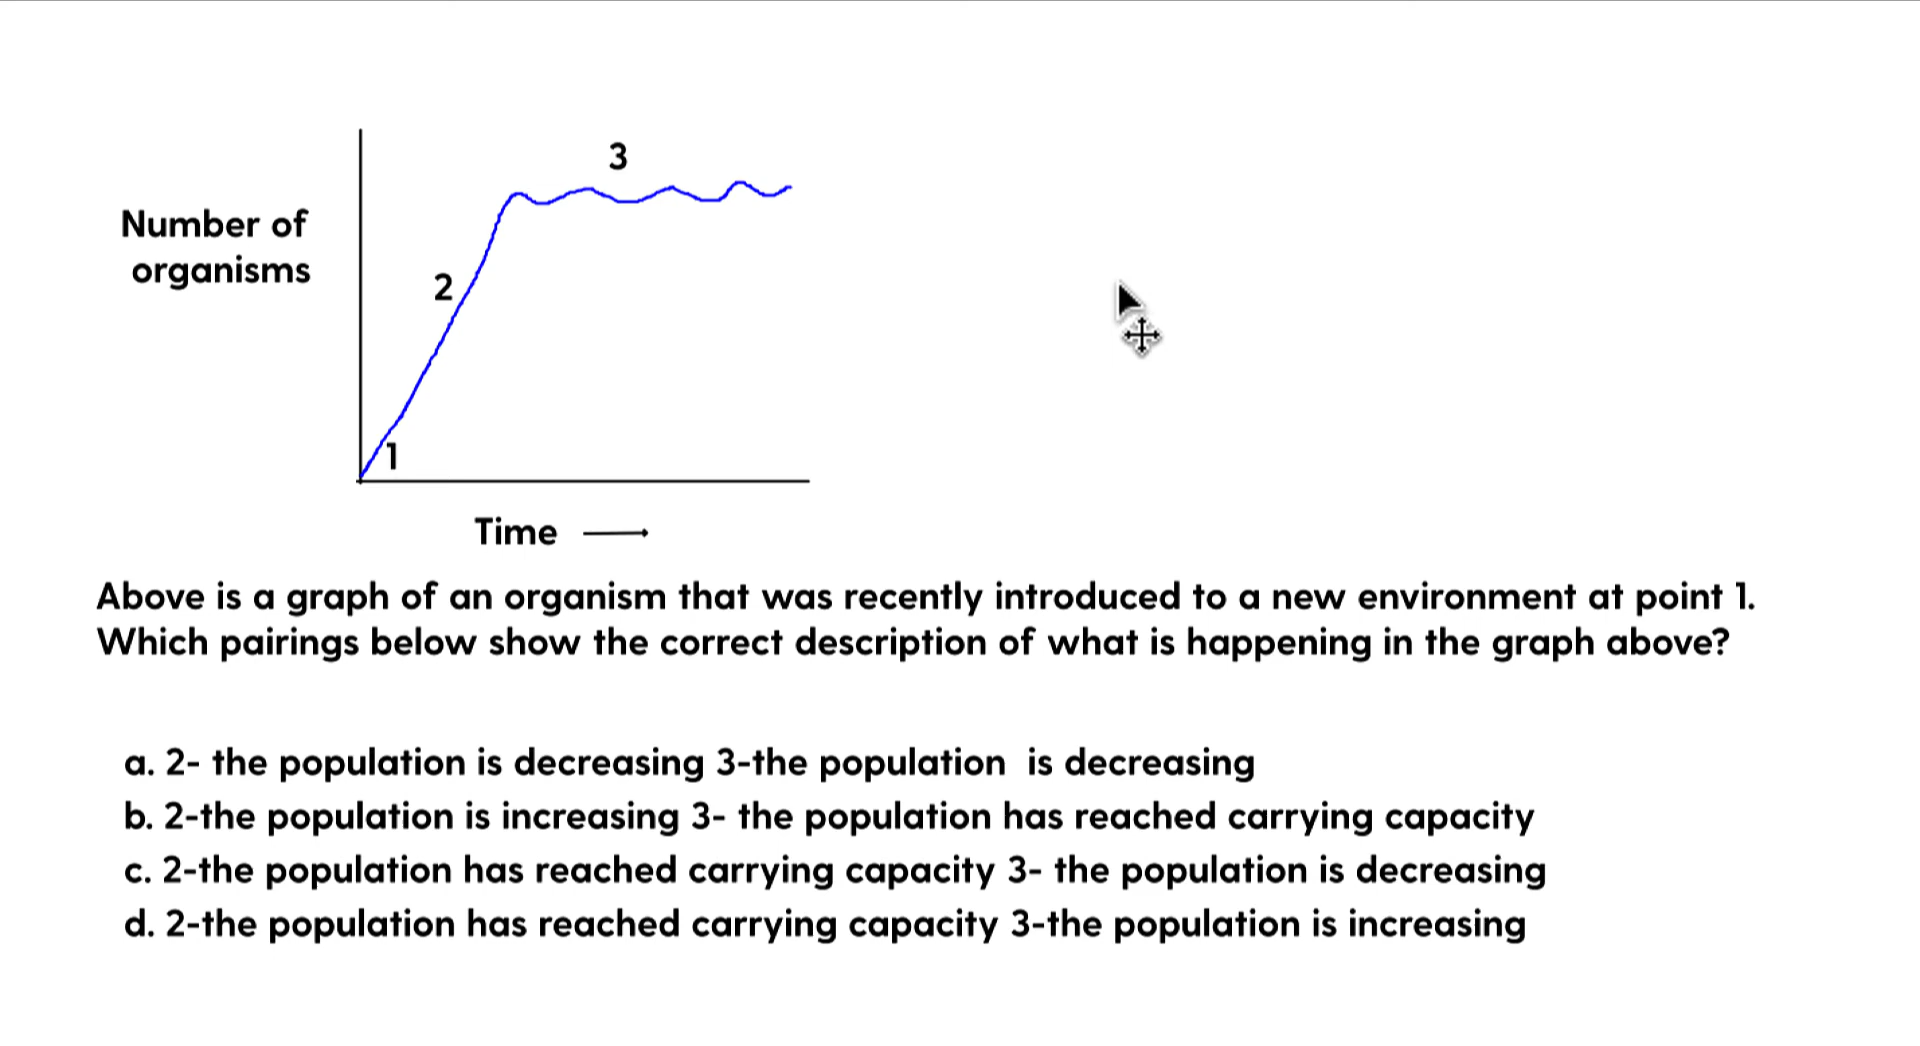 3
Number of
organisms
2
1
Time
Above is a graph of an organism that was recently introduced to a new environment at point 1.
Which pairings below show the correct description of what is happening in the graph above?
a. 2- the population is decreasing 3-the population is decreasing
b. 2-the population is increasing 3- the population has reached carrying capacity
c. 2-the population has reached carrying capacity 3- the population is decreasing
d. 2-the population has reached carrying capacity 3-the population is increasing